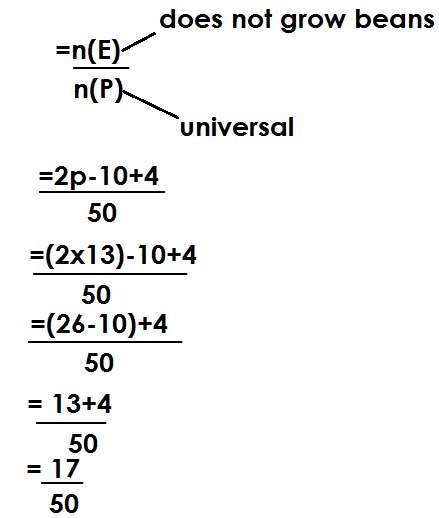 does not grow beans
=n(E)
n(P)
universal
=2p-10+4
50
=(2x13)-10+4
50
=(26-10)+4
50
= 13+4
50
= 17
50